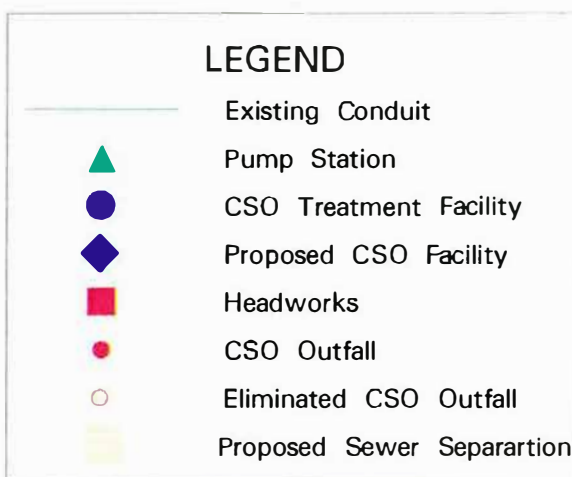 LEGEND
Existing Conduit
Pump Station
CSO Treatment Facility
Proposed CSO Facility
Headworks
CSO Outfall
Eliminated CSO Outfall
Proposed Sewer Separartion